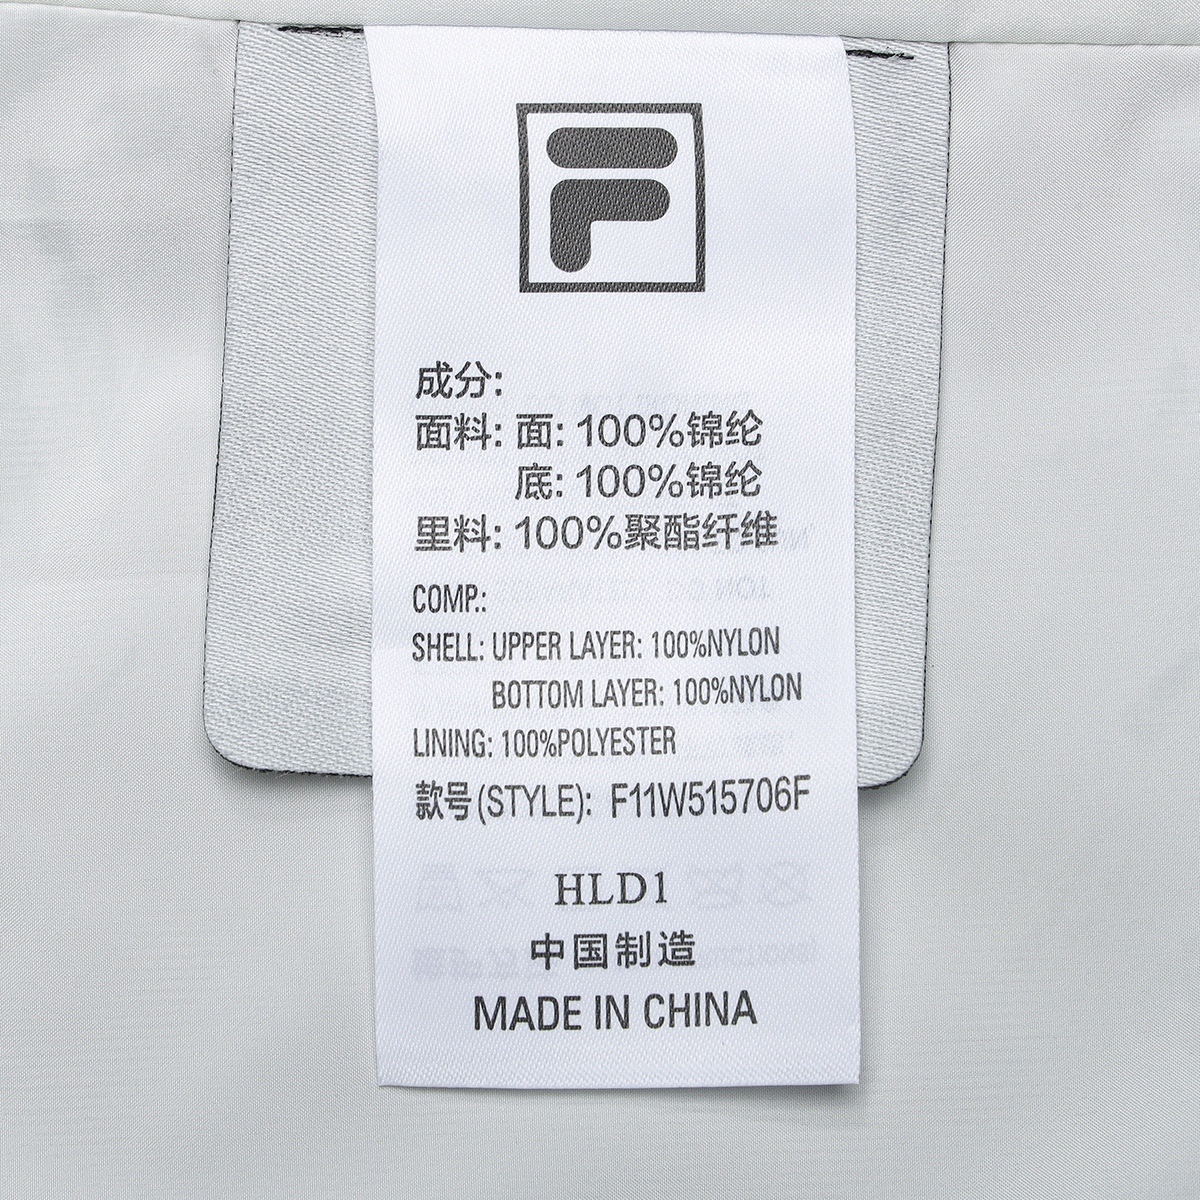 F
成分:
面料: 面: 100%锦纶
底: 100%锦纶
里料: 100%聚酯纤维
COMP.:
SHELL: UPPER LAYER: 100%NYLON
BOTTOM LAYER: 100%NYLON
LINING: 100%POLYESTER
款号(STYLE): F11W515706F
HLD1
中国制造
MADE IN CHINA